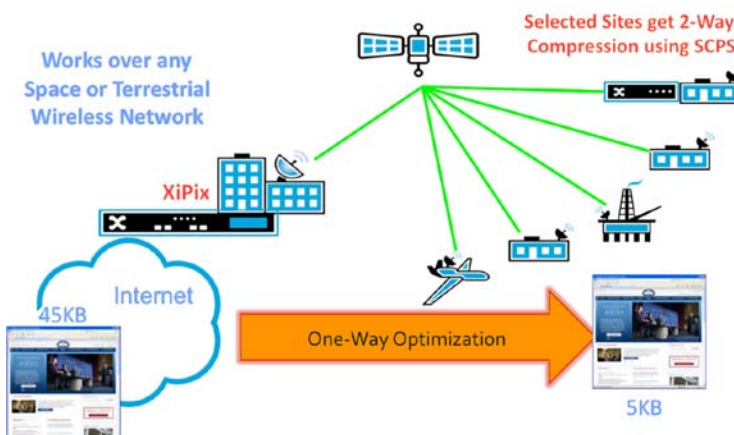 Selected Sites get 2-Way
Compression using SCPS
Works over any
Space or Terrestrial
Wireless Network
XiPix
Internet
45KB
One-Way Optimization
5KB